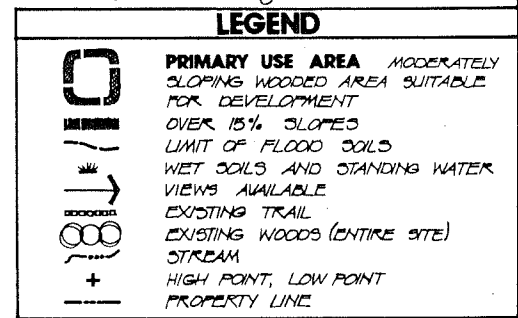 LEGEND
PRIMARY USE AREA MODERATELY
SLOPING WOODED AREA SUITABLE
FOR DEVELOPMENT
OVER 15% SLOPES
LIMIT OF FLOOD SOILS
WET SOILS AND STANDING WATER
VIEWS AVAILABLE
EXISTING TRAIL
EXISTING WOODS (ENTIRE SITE)
STREAM
HIGH POINT, LOW POINT
PROPERTY LINE